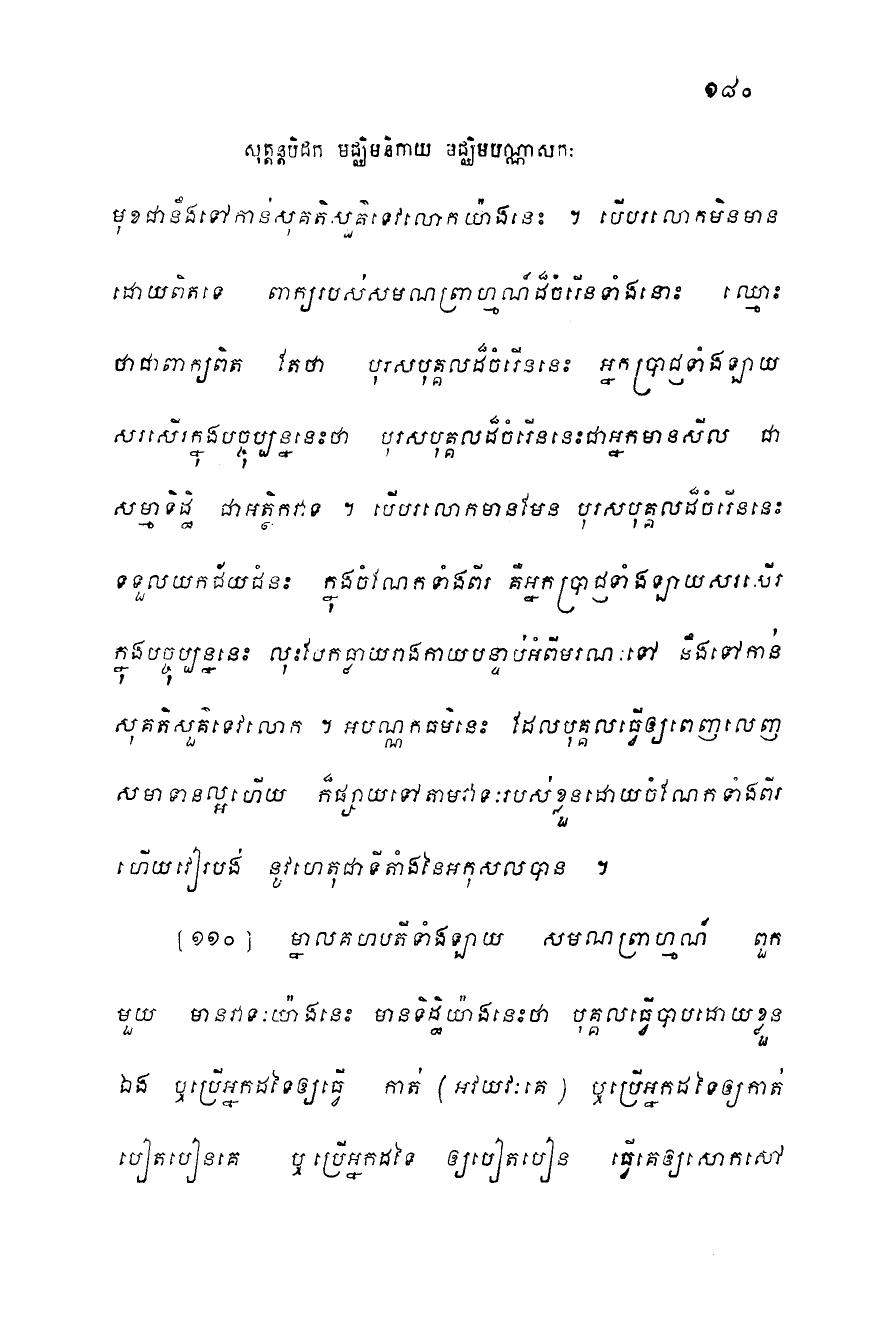 ១៨០
សុត្តន្តបិដក មជ្ឈិមនិកាយ មជ្ឈិមបណ្ណាសកៈ
មុខជានឹងទៅកាន់សុគតិសួគ៌ទេវលោកយ៉ាងនេះ ។ បើបរលោកមិនមាន
ដោយពិតទេ ពាក្យរបស់សមណព្រាហ្មណ៍ដ៏ចំរើនទាំងនោះ ឈ្មោះ
ថាជាពាក្យពិត តែថា បុរសបុគ្គលដ៏ចំរើននេះ អ្នកប្រាជ្ញទាំងឡាយ
សរសើរក្នុងបច្ចុប្បន្ននេះថា បុរសបុគ្គលដ៏ចំរើននេះជាអ្នកមានសីល ជា
សម្មាទិដ្ឋិ ជាអត្ថិកវាទ ។ បើបរលោកមានមែន បុរសបុគ្គលដ៏ចំរើននេះ
ទទួលយកជ័យជំនះ ក្នុងចំណែកទាំងពីរ គឺអ្នកប្រាជ្ញទាំងឡាយសរសើរ
ក្នុងបច្ចុប្បន្ននេះ លុះបែកធ្លាយរាងកាយបន្ទាប់អំពីមរណៈទៅ នឹងទៅកាន់
សុគតិសួគ៌ទេវលោក ។ អបណ្ណកធម៌នេះ ដែលបុគ្គលធ្វើឲ្យពេញលេញ
សមាទានល្អហើយ ក៏ផ្សាយទៅតាមវាទៈរបស់ខ្លួនដោយចំណែកទាំងពីរ
ហើយវៀរបង់ នូវហេតុជាទីតាំងនៃអកុសលបាន ។
[១១០] ម្នាលគហបតីទាំងឡាយ សមណព្រាហ្មណ៍ ពួក
មួយ មានវាទៈយ៉ាងនេះ មានទិដ្ឋិយ៉ាងនេះថា បុគ្គលធ្វើបាបដោយខ្លួន
ឯង ឬប្រើអ្នកដទៃឲ្យធ្វើ កាត់ (អវយវៈគេ) ឬប្រើអ្នកដទៃឲ្យកាត់
បៀតបៀនគេ ឬប្រើអ្នកដទៃ ឲ្យបៀតបៀន ធ្វើគេឲ្យសោកសៅ